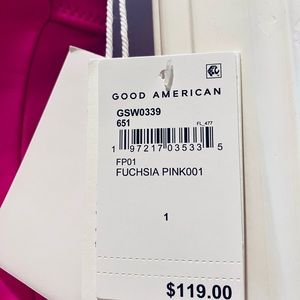 GOOD AMERICAN
GSW0339
651
FL_477
1 97217 03533 5
FP01
FUCHSIA PINK001
1
$119.00